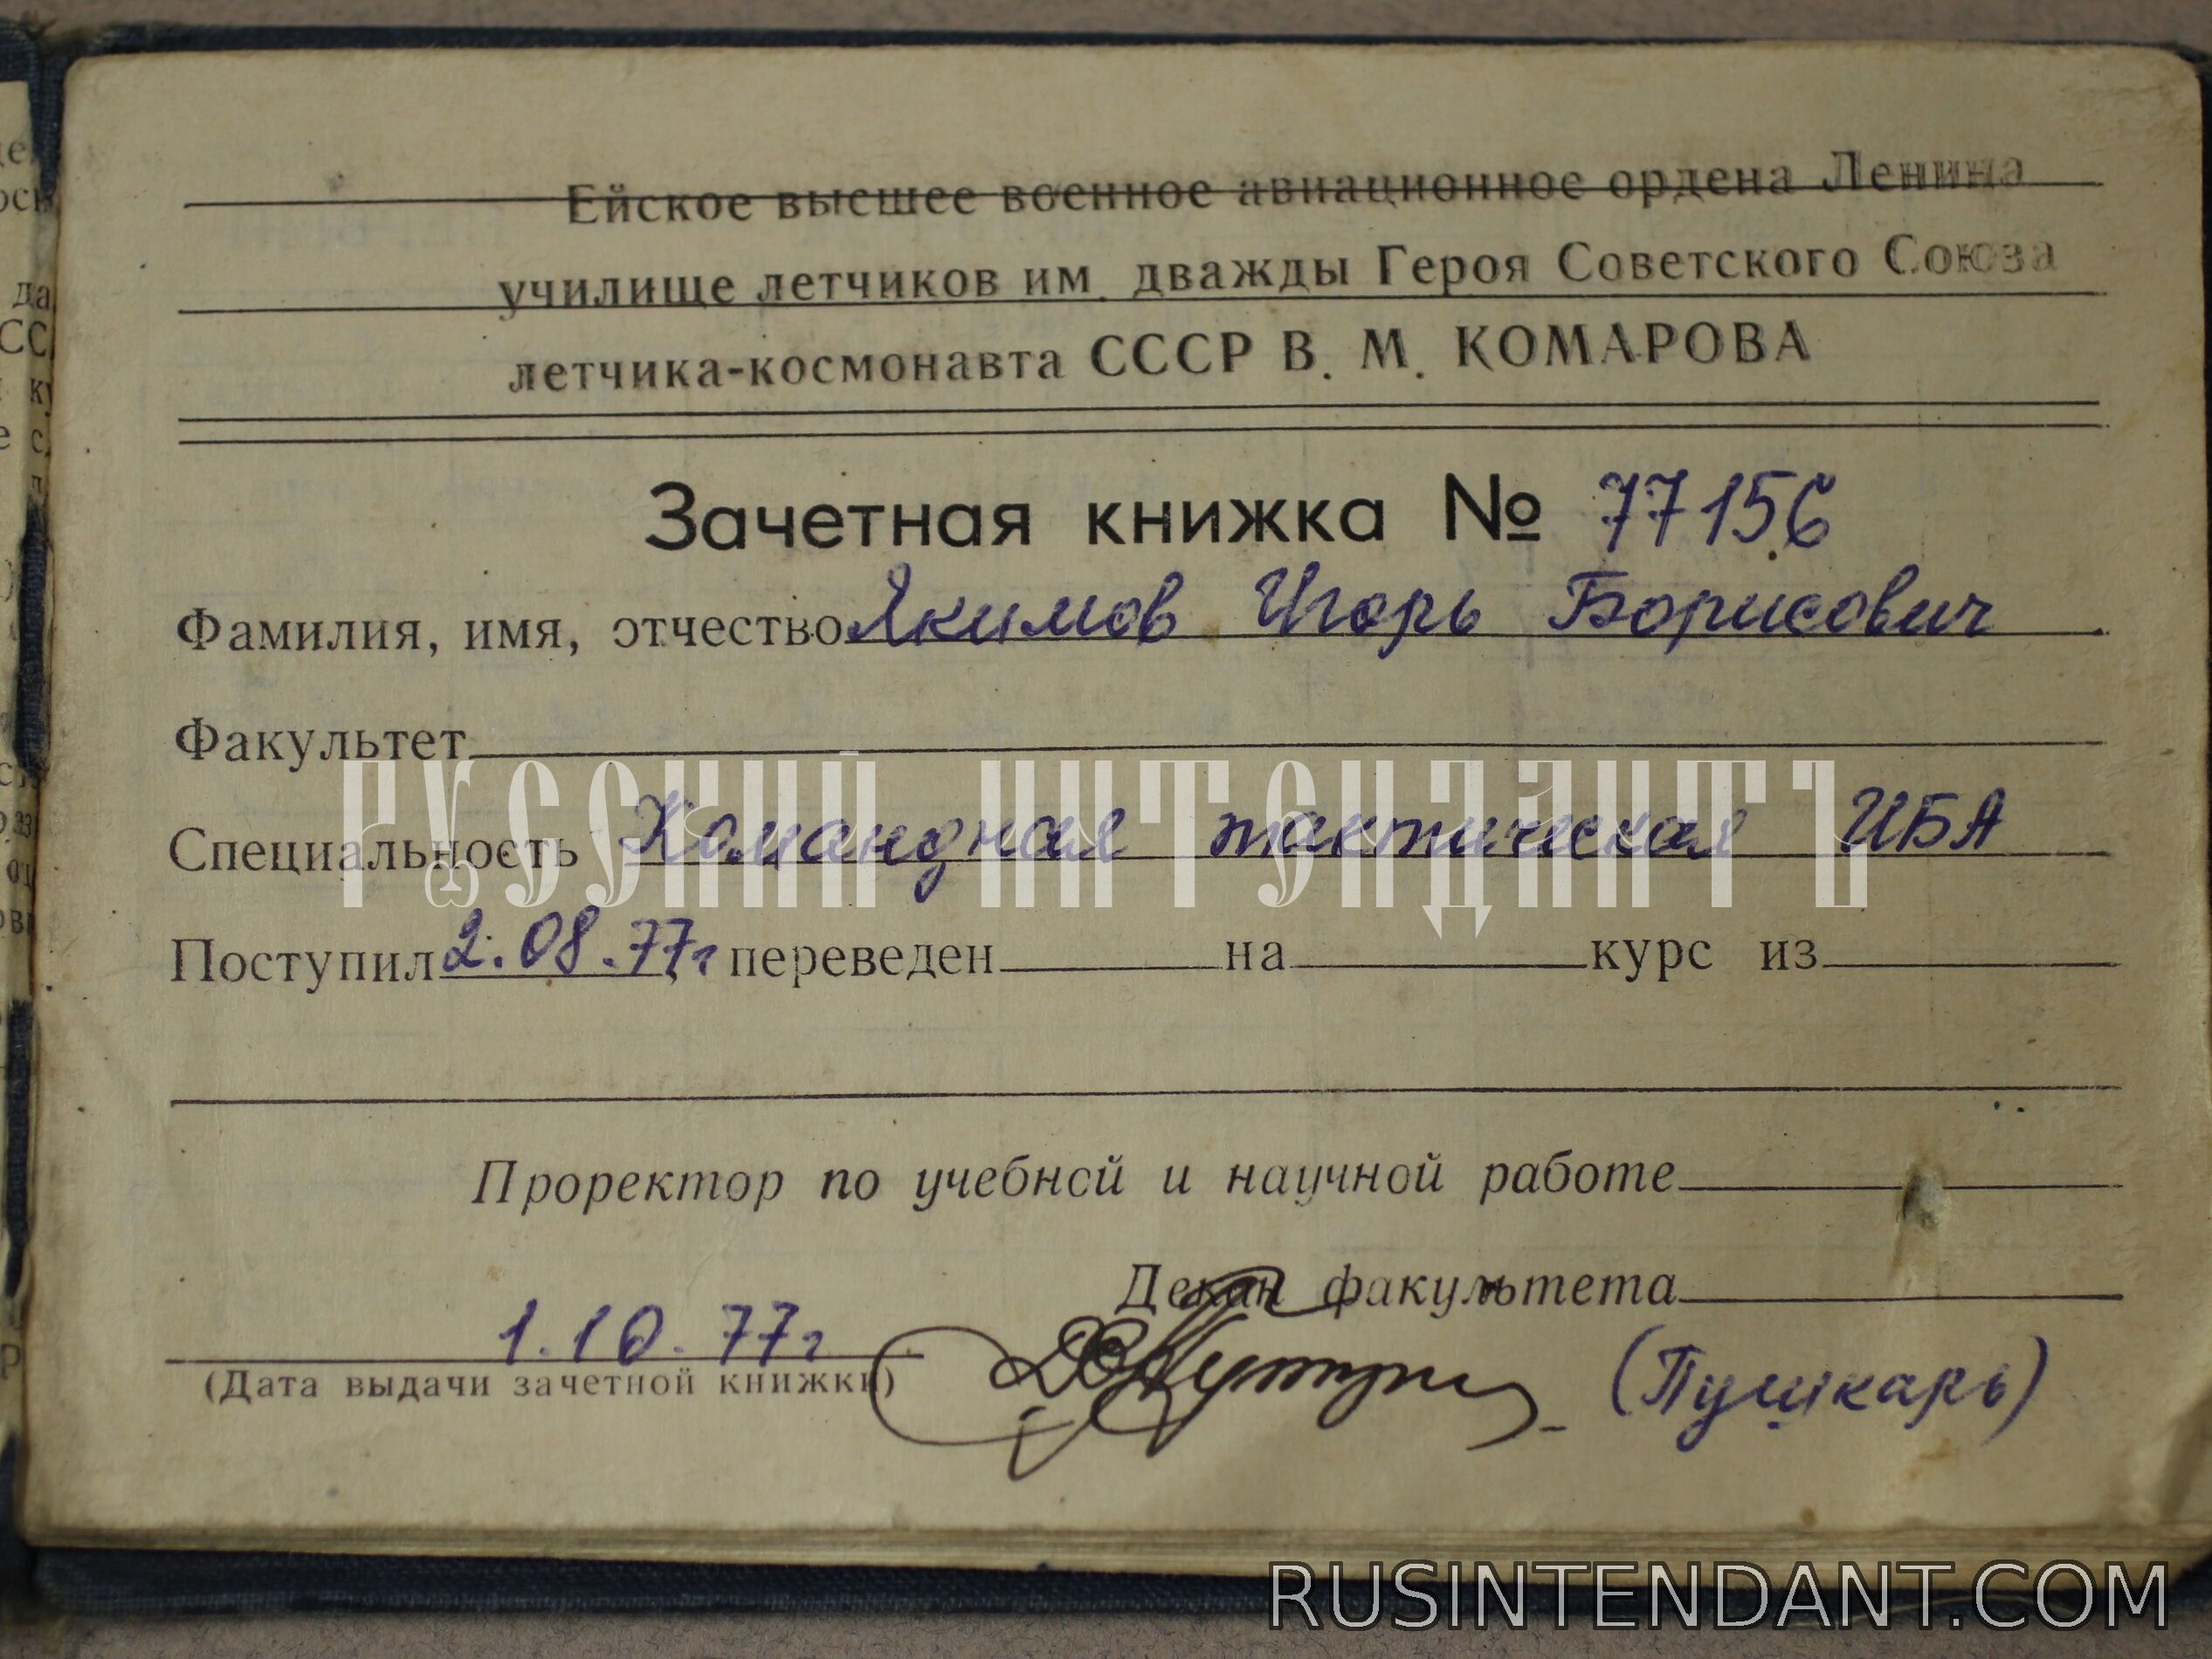 Ейское высшее военное авиационное ордена Ленина
училище летчиков им. дважды Героя Советского Союза
летчика-космонавта СССР В. М. КОМАРОВА
Зачетная книжка № 77156
Фамилия, имя, отчество Якимов Игорь Борисович
Факультет
Специальность Командная тактическая ИБА
Поступил 2.08.77г переведен на курс из
Проректор по учебной и научной работе
Декан факультета
1.10.77г
(Дата выдачи зачетной книжки)
(Пушкарь)
РУССКИЙ ИНТЕНДАНТЪ
RUSINTENDANT.COM